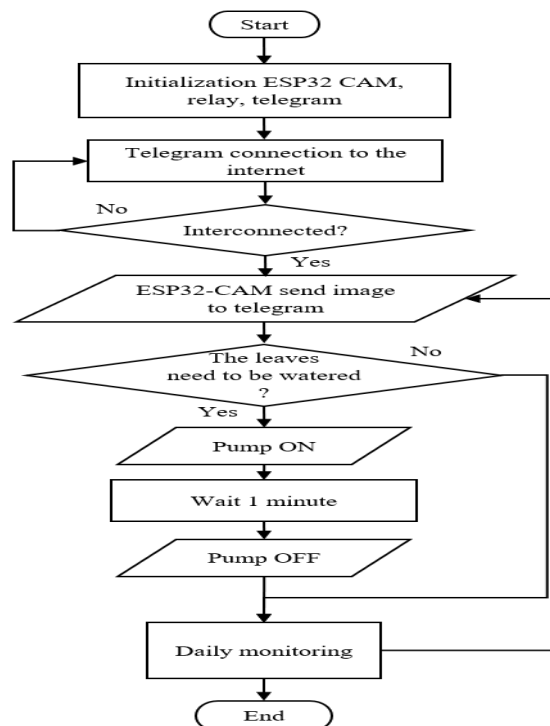 Start
Initialization ESP32 CAM,
relay, telegram
Telegram connection to the
internet
No
Interconnected?
Yes
ESP32-CAM send image
to telegram
No
The leaves
need to be watered
?
Yes
Pump ON
Wait 1 minute
Pump OFF
Daily monitoring
End